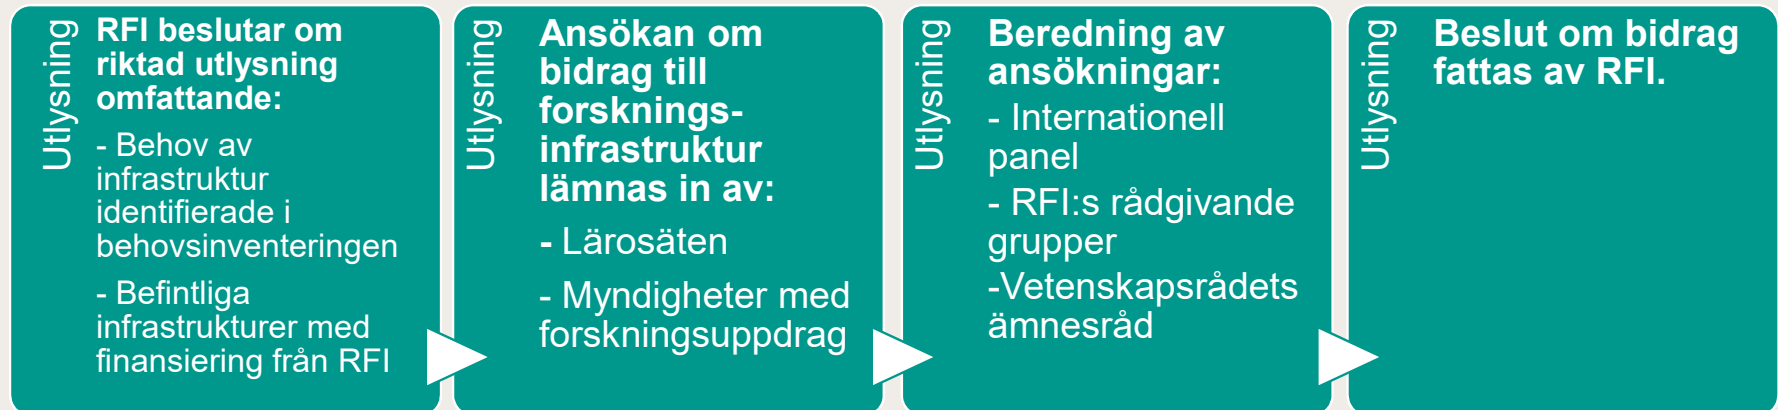 Utlysning
RFI beslutar om
riktad utlysning
omfattande:
- Behov av
infrastruktur
identifierade i
behovsinventeringen
- Befintliga
infrastrukturer med
finansiering från RFI
Utlysning
Ansökan om
bidrag till
forsknings-
infrastruktur
lämnas in av:
- Lärosäten
- Myndigheter med
forskningsuppdrag
Utlysning
Beredning av
ansökningar:
- Internationell
panel
- RFI:s rådgivande
grupper
-Vetenskapsrådets
ämnesråd
Utlysning
Beslut om bidrag
fattas av RFI.